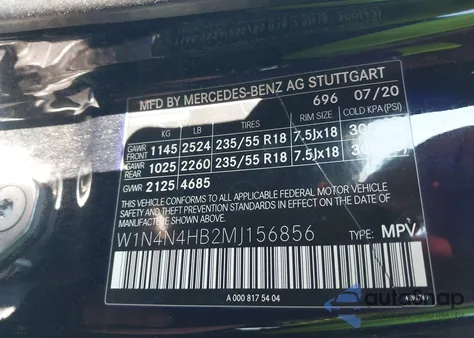 MFD BY MERCEDES-BENZ AG STUTTGART
696 07/20
KG LB TIRES RIM SIZE COLD KPA(PSI)
GAWR FRONT 1145 2524 235/55 R18 7.5Jx18
GAWR REAR 1025 2260 235/55 R18 7.5Jx18
GVWR 2125 4685
THIS VEHICLE CONFORMS TO ALL APPLICABLE FEDERAL MOTOR
VEHICLE SAFETY AND THEFT PREVENTION STANDARDS IN EFFECT ON THE DATE OF
MANUFACTURE SHOWN ABOVE
W1N4N4HB2MJ156856 TYPE: MPV
A 000 817 54 04
autoSnap